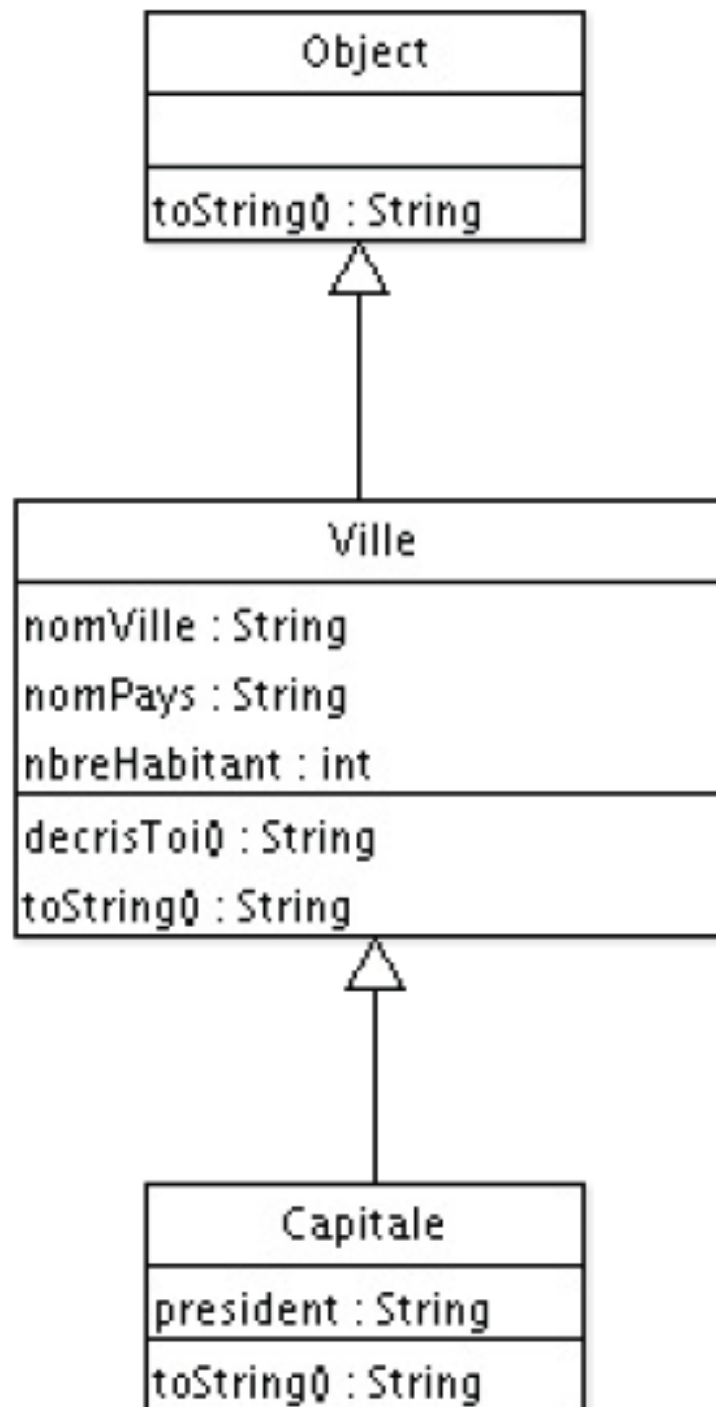 Object
toString() : String
Ville
nomVille : String
nomPays : String
nbreHabitant : int
decrisToi() : String
toString() : String
Capitale
president : String
toString() : String